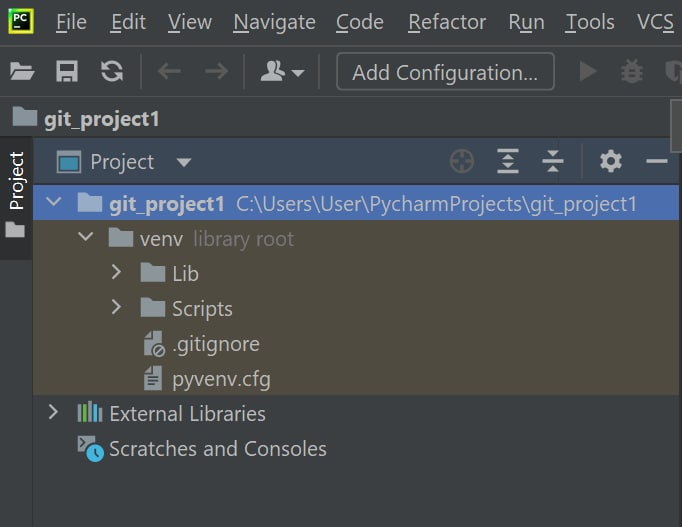 PC File Edit View Navigate Code Refactor Run Tools VCS
Add Configuration...
git_project1
Project
Project
git_project1 C:\Users\User\PycharmProjects\git_project1
venv library root
Lib
Scripts
.gitignore
pyvenv.cfg
External Libraries
Scratches and Consoles